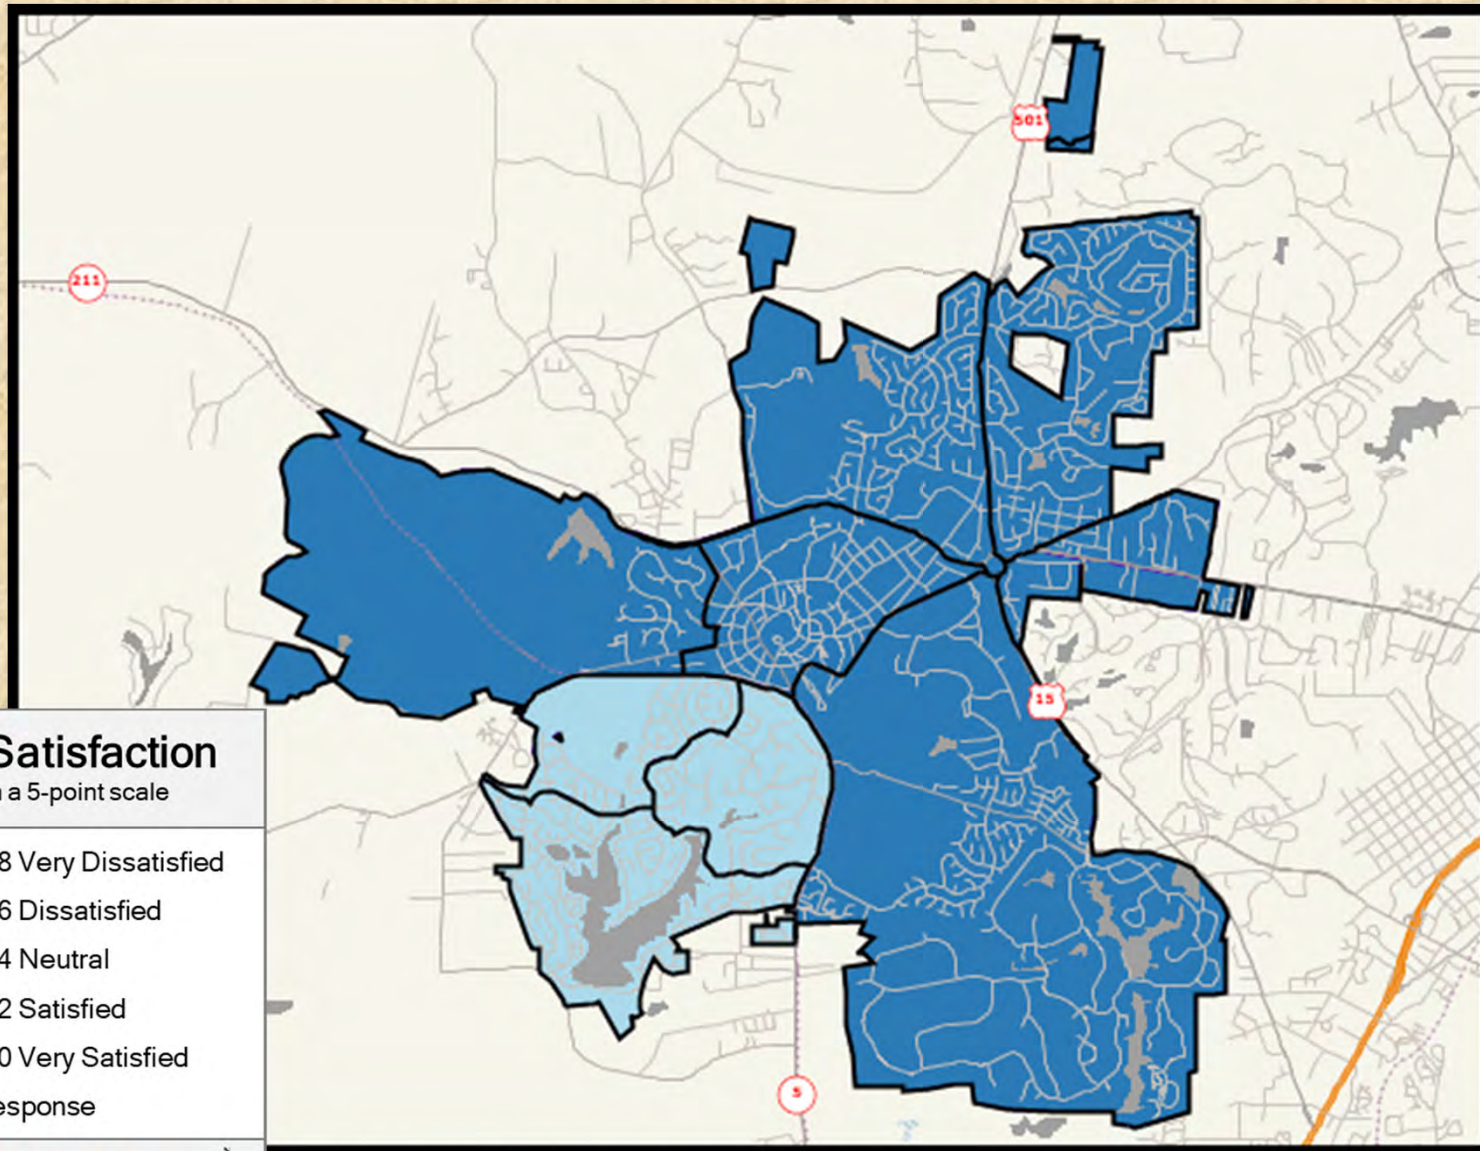 501
211
15
5
Satisfaction
a 5-point scale
8 Very Dissatisfied
6 Dissatisfied
4 Neutral
2 Satisfied
0 Very Satisfied
esponse